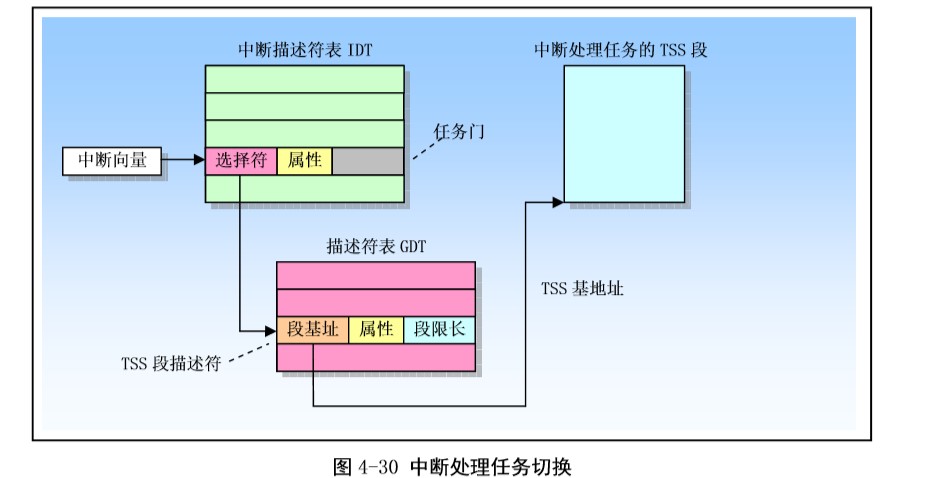 中断描述符表 IDT
中断处理任务的 TSS 段
任务门
中断向量
选择符 属性
描述符表 GDT
TSS 基地址
段基址 属性 段限长
TSS 段描述符
图 4-30 中断处理任务切换